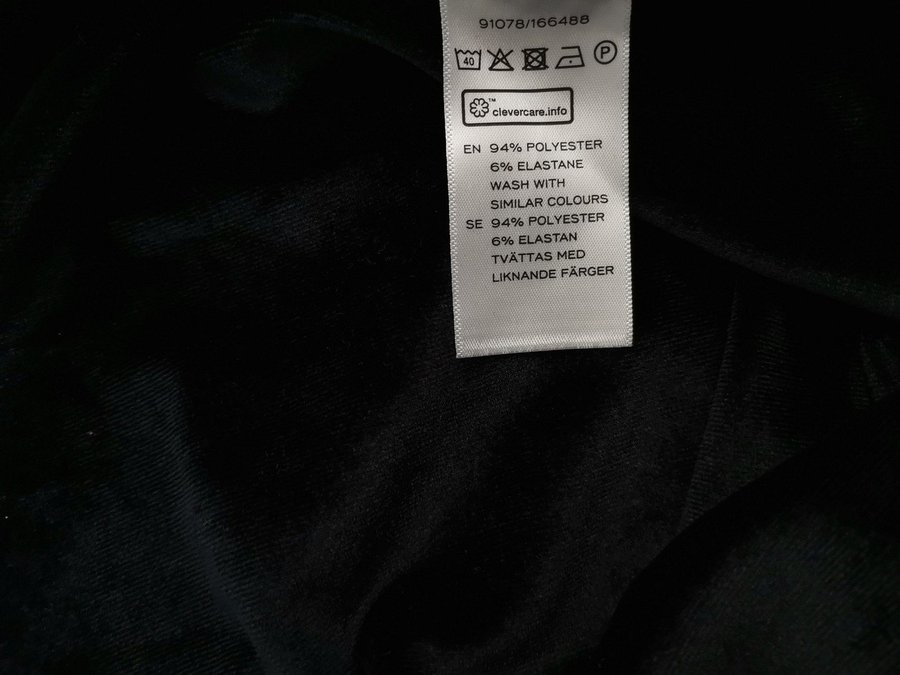 91078/166488
40 P
™ clevercare.info
EN 94% POLYESTER
6% ELASTANE
WASH WITH
SIMILAR COLOURS
SE 94% POLYESTER
6% ELASTAN
TVÄTTAS MED
LIKNANDE FÄRGER